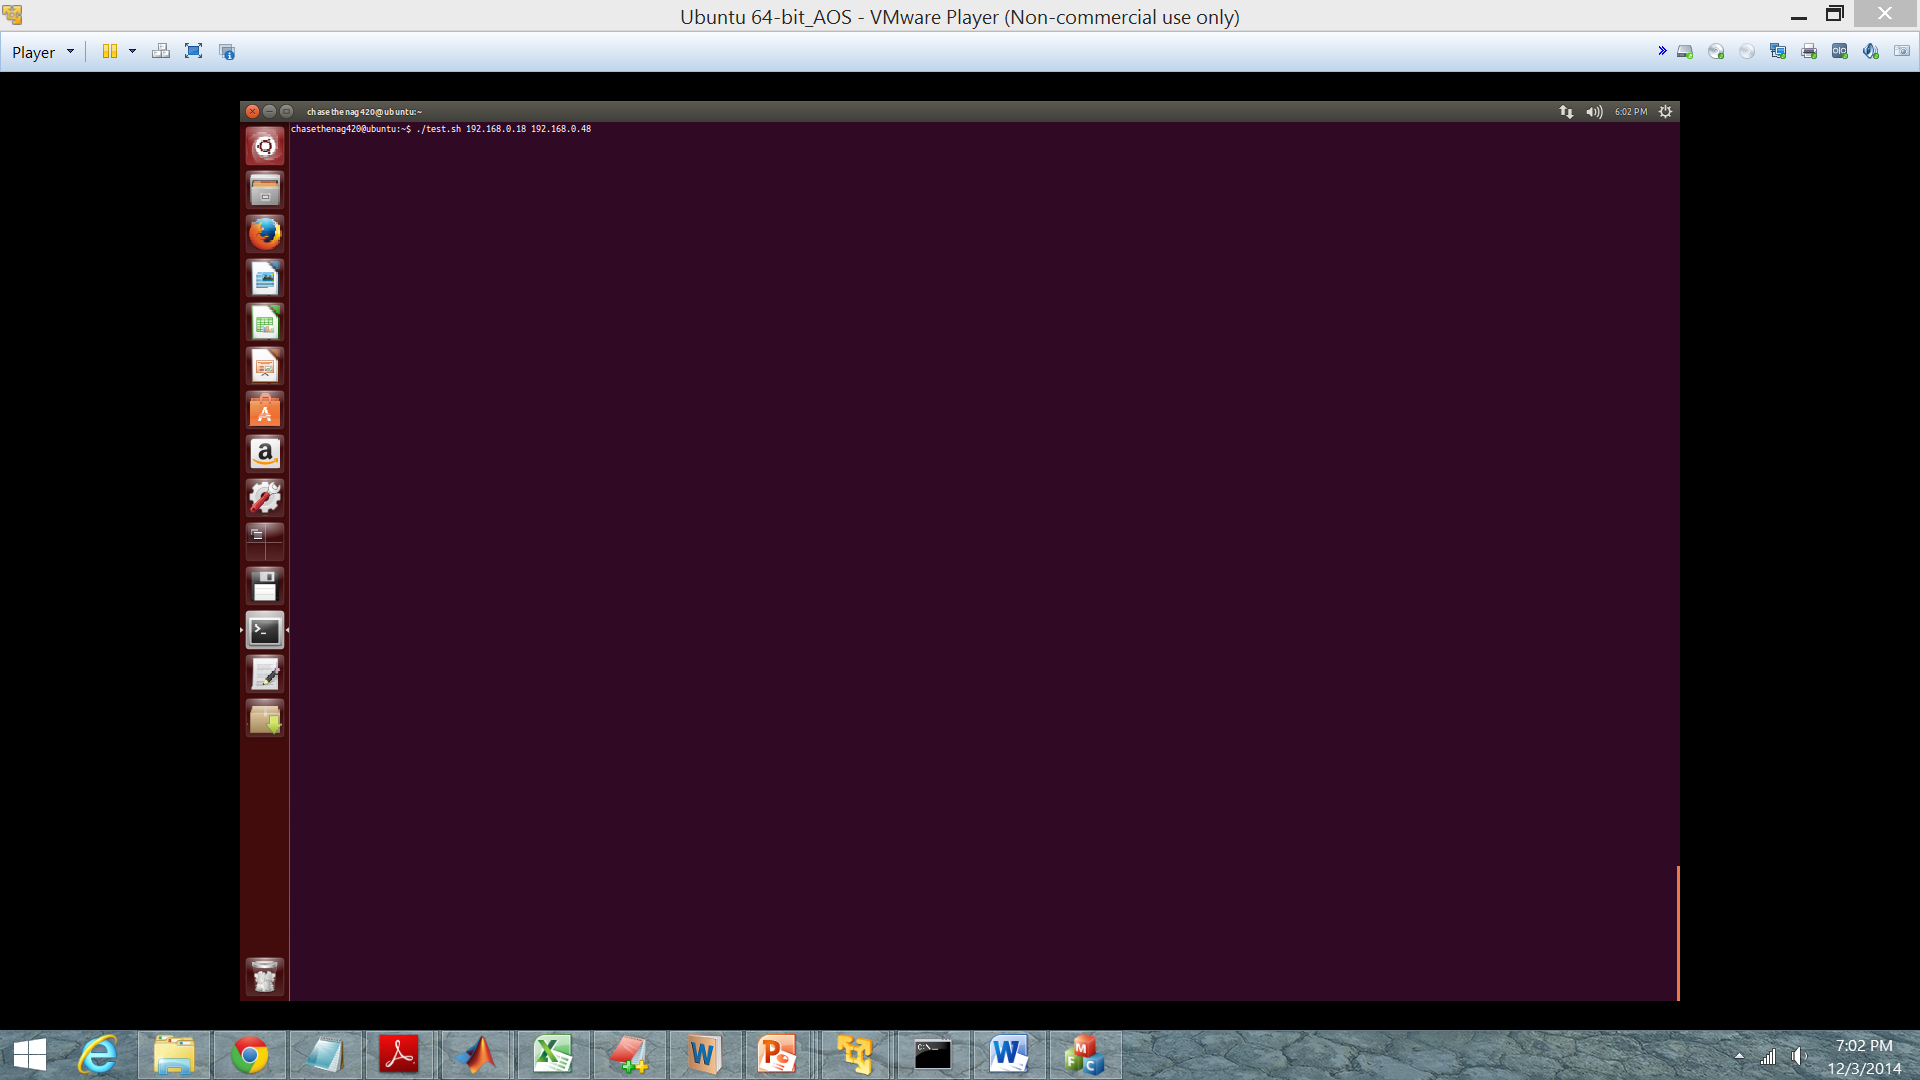 Ubuntu 64-bit_AOS - VMware Player (Non-commercial use only)
Player
chasethenag420@ubuntu:~
6:02 PM
chasethenag420@ubuntu:~$ ./test.sh 192.168.0.18 192.168.0.48
7:02 PM
12/3/2014